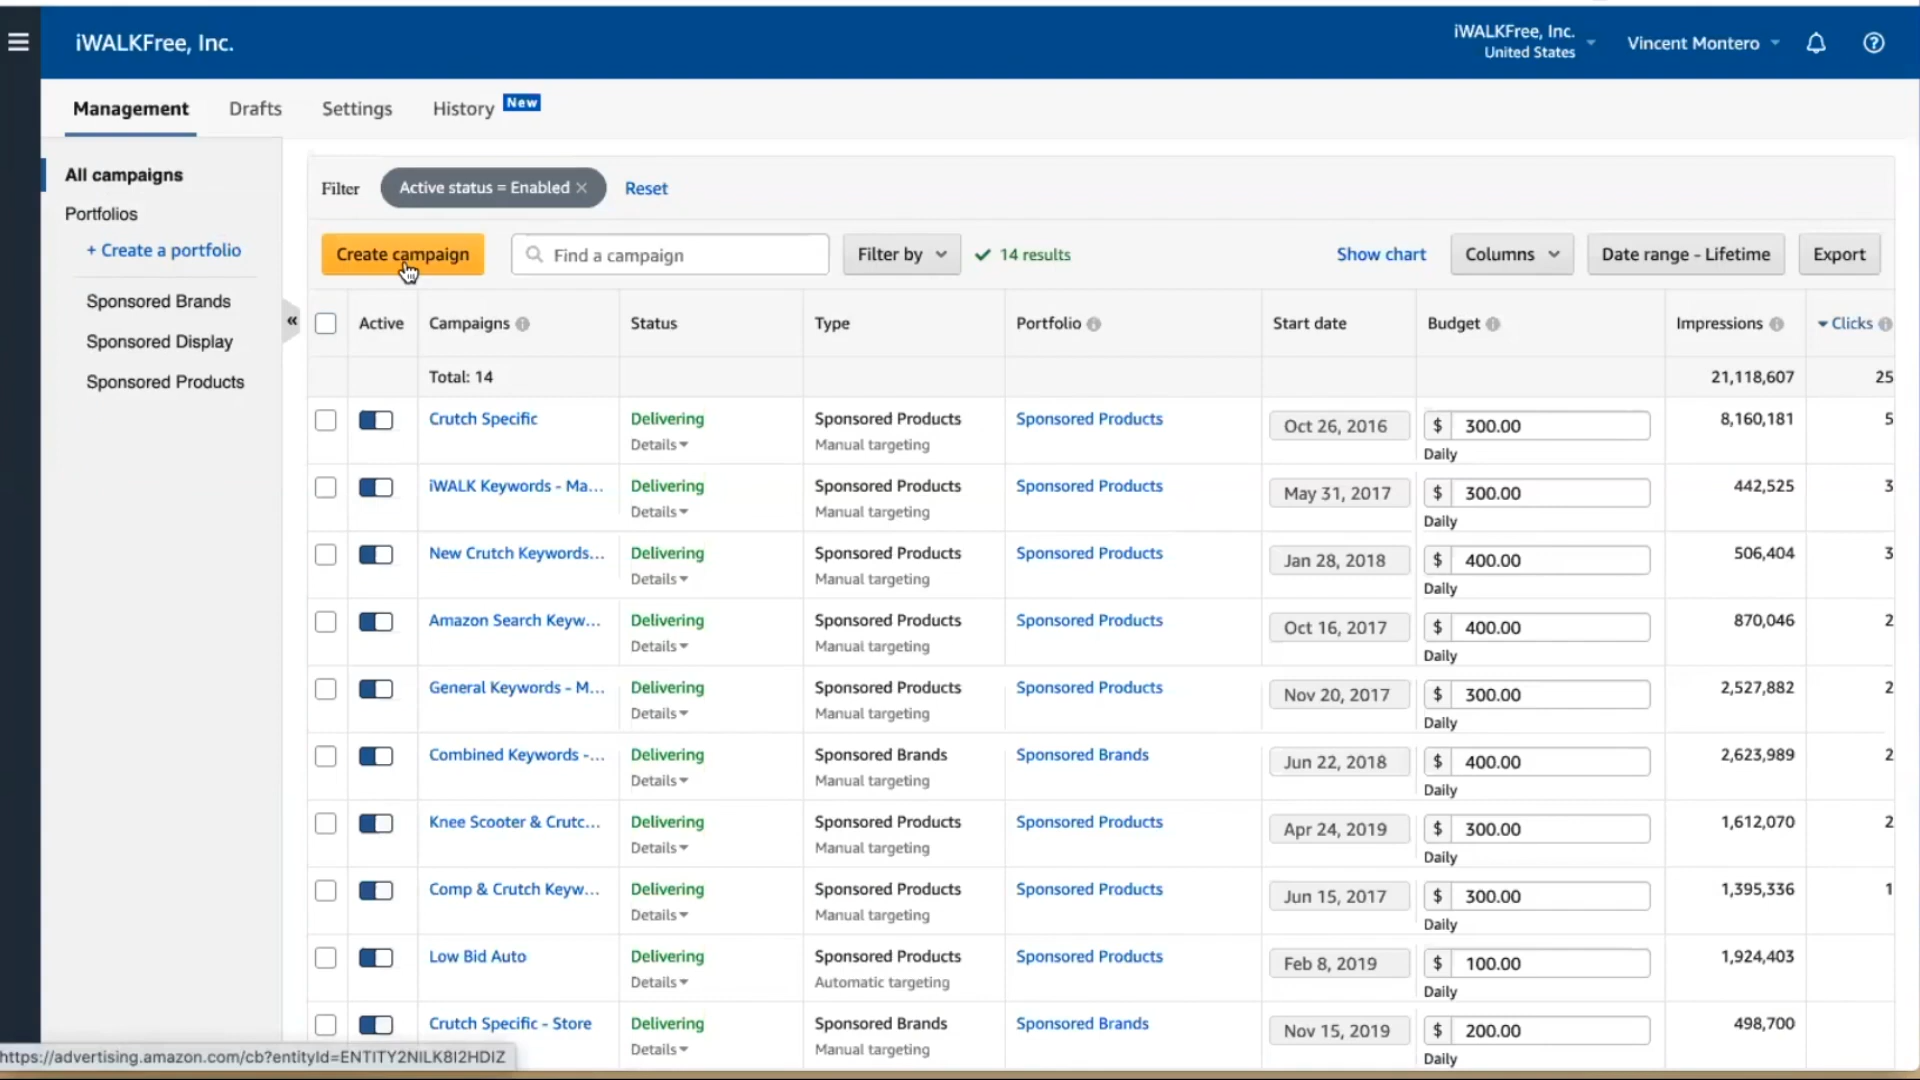 iWALKFree, Inc.
iWALKFree, Inc.
United States
Vincent Montero
Management
Drafts
Settings
History New
All campaigns
Portfolios
+ Create a portfolio
Sponsored Brands
Sponsored Display
Sponsored Products
Filter Active status = Enabled × Reset
Create campaign Find a campaign Filter by 14 results Show chart Columns Date range - Lifetime Export
Active Campaigns Status Type Portfolio Start date Budget Impressions Clicks
Total: 14 21,118,607 25
Crutch Specific Delivering Sponsored Products Sponsored Products Oct 26, 2016 $ 300.00 8,160,181 5
Details Manual targeting Daily
iWALK Keywords - Ma... Delivering Sponsored Products Sponsored Products May 31, 2017 $ 300.00 442,525 3
Details Manual targeting Daily
New Crutch Keywords... Delivering Sponsored Products Sponsored Products Jan 28, 2018 $ 400.00 506,404 3
Details Manual targeting Daily
Amazon Search Keyw... Delivering Sponsored Products Sponsored Products Oct 16, 2017 $ 400.00 870,046 2
Details Manual targeting Daily
General Keywords - M... Delivering Sponsored Products Sponsored Products Nov 20, 2017 $ 300.00 2,527,882 2
Details Manual targeting Daily
Combined Keywords -... Delivering Sponsored Brands Sponsored Brands Jun 22, 2018 $ 400.00 2,623,989 2
Details Manual targeting Daily
Knee Scooter & Crutc... Delivering Sponsored Products Sponsored Products Apr 24, 2019 $ 300.00 1,612,070 2
Details Manual targeting Daily
Comp & Crutch Keyw... Delivering Sponsored Products Sponsored Products Jun 15, 2017 $ 300.00 1,395,336 1
Details Manual targeting Daily
Low Bid Auto Delivering Sponsored Products Sponsored Products Feb 8, 2019 $ 100.00 1,924,403
Details Automatic targeting Daily
Crutch Specific - Store Delivering Sponsored Brands Sponsored Brands Nov 15, 2019 $ 200.00 498,700
Details Manual targeting Daily
https://advertising.amazon.com/cb?entityId=ENTITY2NILK8I2HDIZ